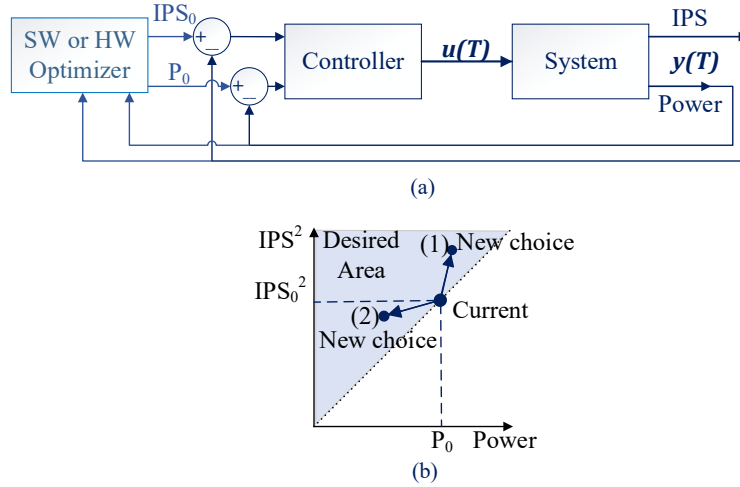 IPS₀
SW or HW
Optimizer
P₀
+
−
+
−
Controller
u(T)
System
IPS
y(T)
Power
(a)
IPS²
Desired
Area
(1)
New choice
IPS₀²
Current
(2)
New choice
P₀
Power
(b)